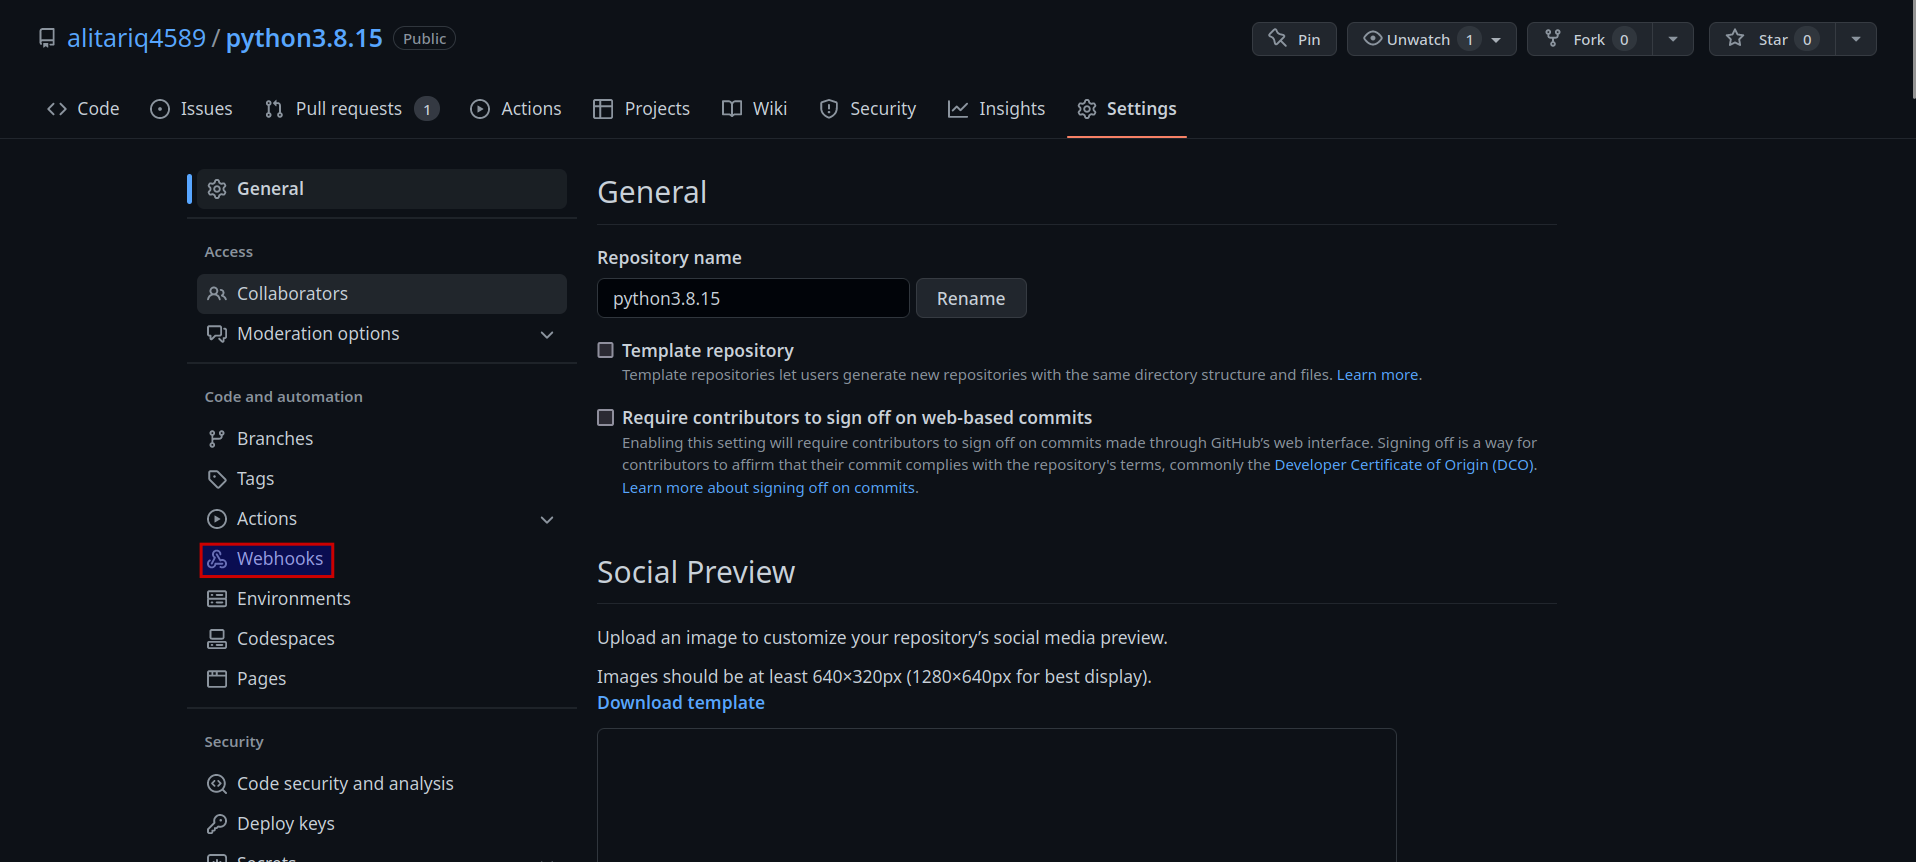 alitariq4589 / python3.8.15 Public
Pin
Unwatch 1
Fork 0
Star 0
Code
Issues
Pull requests 1
Actions
Projects
Wiki
Security
Insights
Settings
General
Access
Collaborators
Moderation options
Code and automation
Branches
Tags
Actions
Webhooks
Environments
Codespaces
Pages
Security
Code security and analysis
Deploy keys
Secrets
General
Repository name
python3.8.15
Rename
Template repository
Template repositories let users generate new repositories with the same directory structure and files. Learn more.
Require contributors to sign off on web-based commits
Enabling this setting will require contributors to sign off on commits made through GitHub’s web interface. Signing off is a way for
contributors to affirm that their commit complies with the repository's terms, commonly the Developer Certificate of Origin (DCO).
Learn more about signing off on commits.
Social Preview
Upload an image to customize your repository’s social media preview.
Images should be at least 640×320px (1280×640px for best display).
Download template